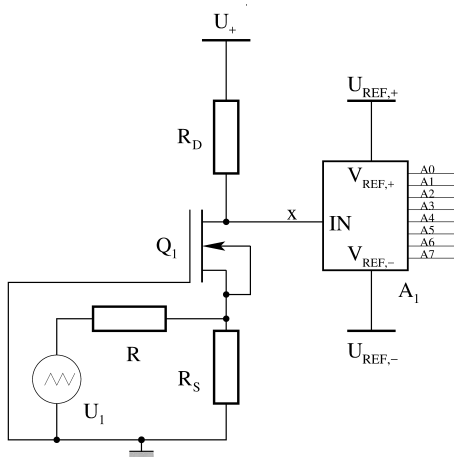 U+
UREF,+
RD
VREF,+
A0
A1
A2
A3
A4
A5
A6
A7
x
IN
Q1
VREF,-
A1
R
RS
U1
UREF,-